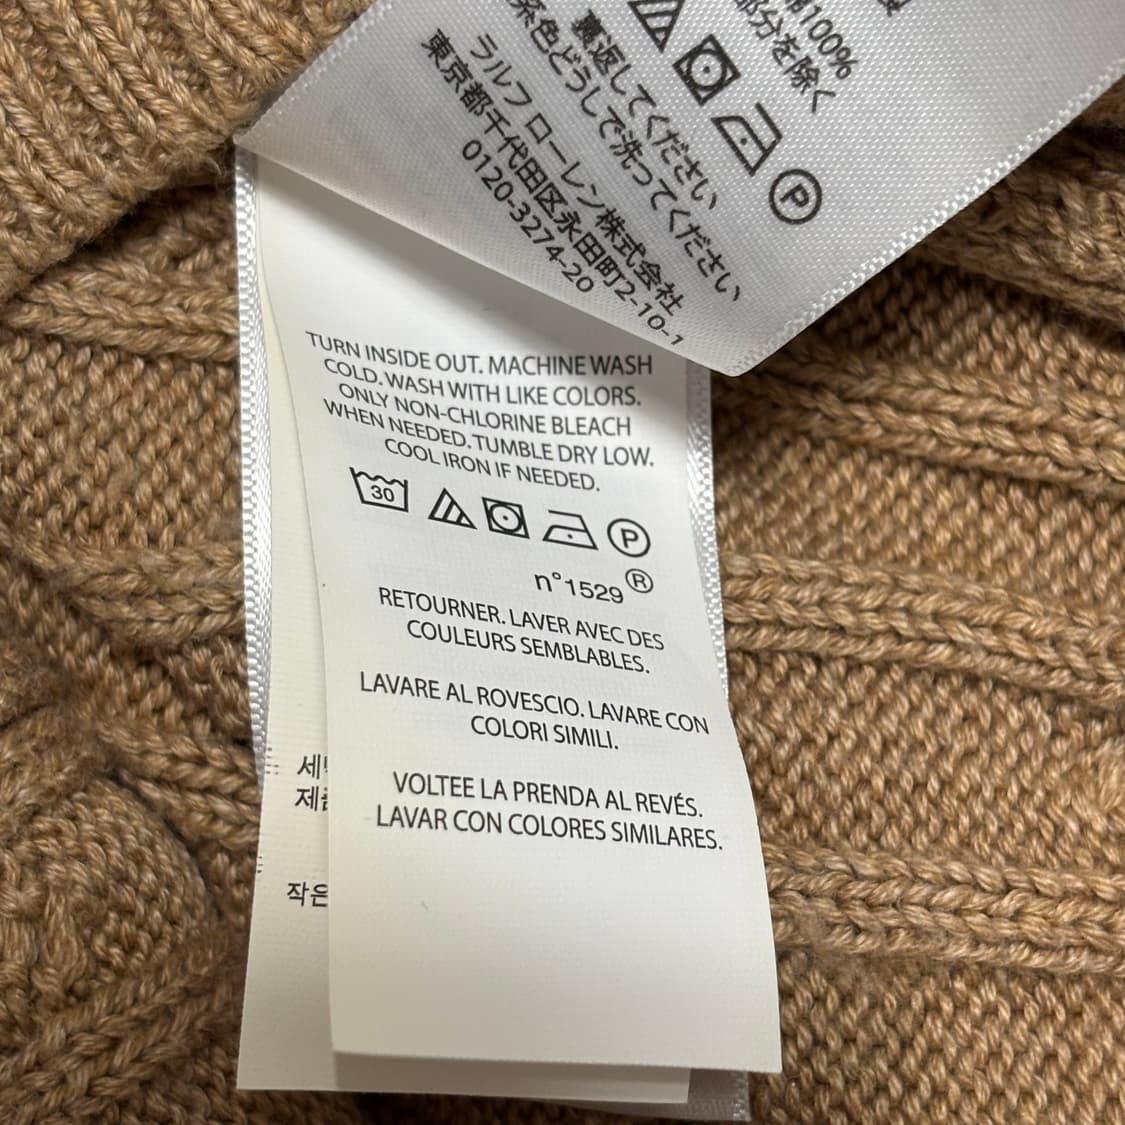 100%
部分を除く
裏返してください
系色どうしで洗ってください
ラルフ ローレン株式会社
東京都千代田区永田町2-10-1
0120-3274-20
TURN INSIDE OUT. MACHINE WASH
COLD. WASH WITH LIKE COLORS.
ONLY NON-CHLORINE BLEACH
WHEN NEEDED. TUMBLE DRY LOW.
COOL IRON IF NEEDED.
30
P
n°1529®
RETOURNER. LAVER AVEC DES
COULEURS SEMBLABLES.
LAVARE AL ROVESCIO. LAVARE CON
COLORI SIMILI.
VOLTEE LA PRENDA AL REVÉS.
LAVAR CON COLORES SIMILARES.
작은